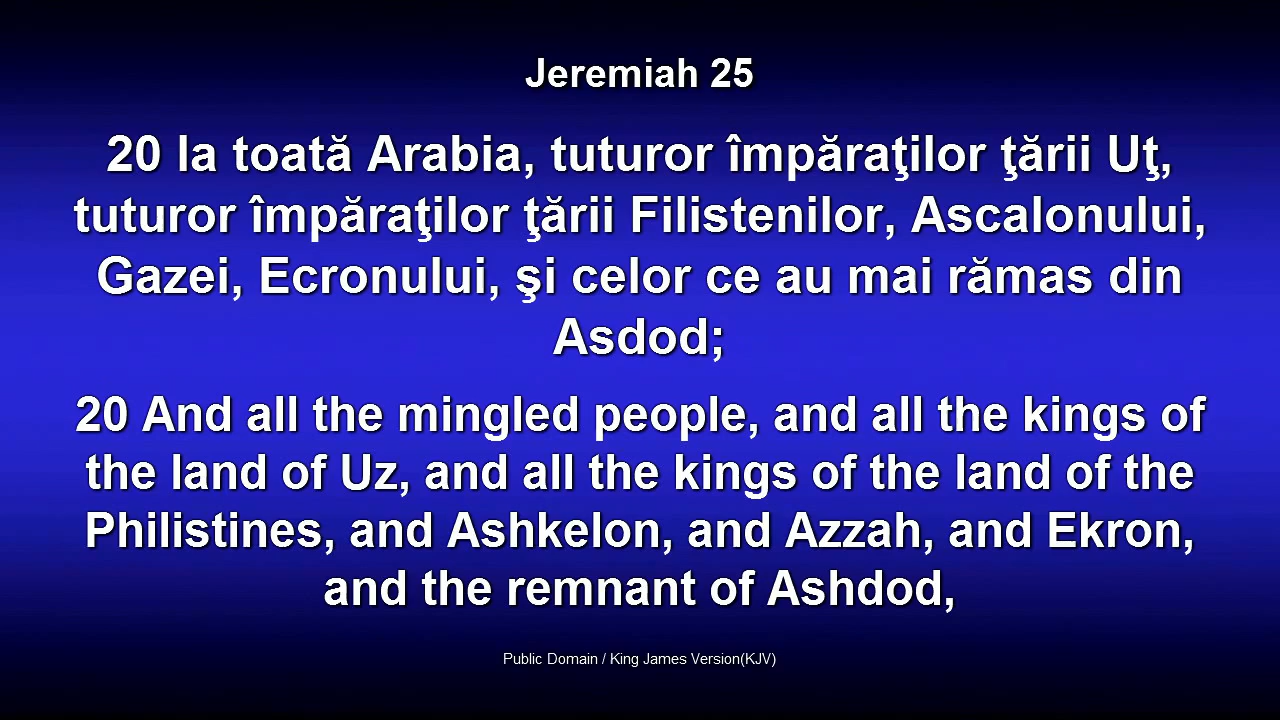 Jeremiah 25
20 la toată Arabia, tuturor împăraţilor ţării Uţ,
tuturor împăraţilor ţării Filistenilor, Ascalonului,
Gazei, Ecronului, şi celor ce au mai rămas din
Asdod;
20 And all the mingled people, and all the kings of
the land of Uz, and all the kings of the land of the
Philistines, and Ashkelon, and Azzah, and Ekron,
and the remnant of Ashdod,
Public Domain / King James Version(KJV)